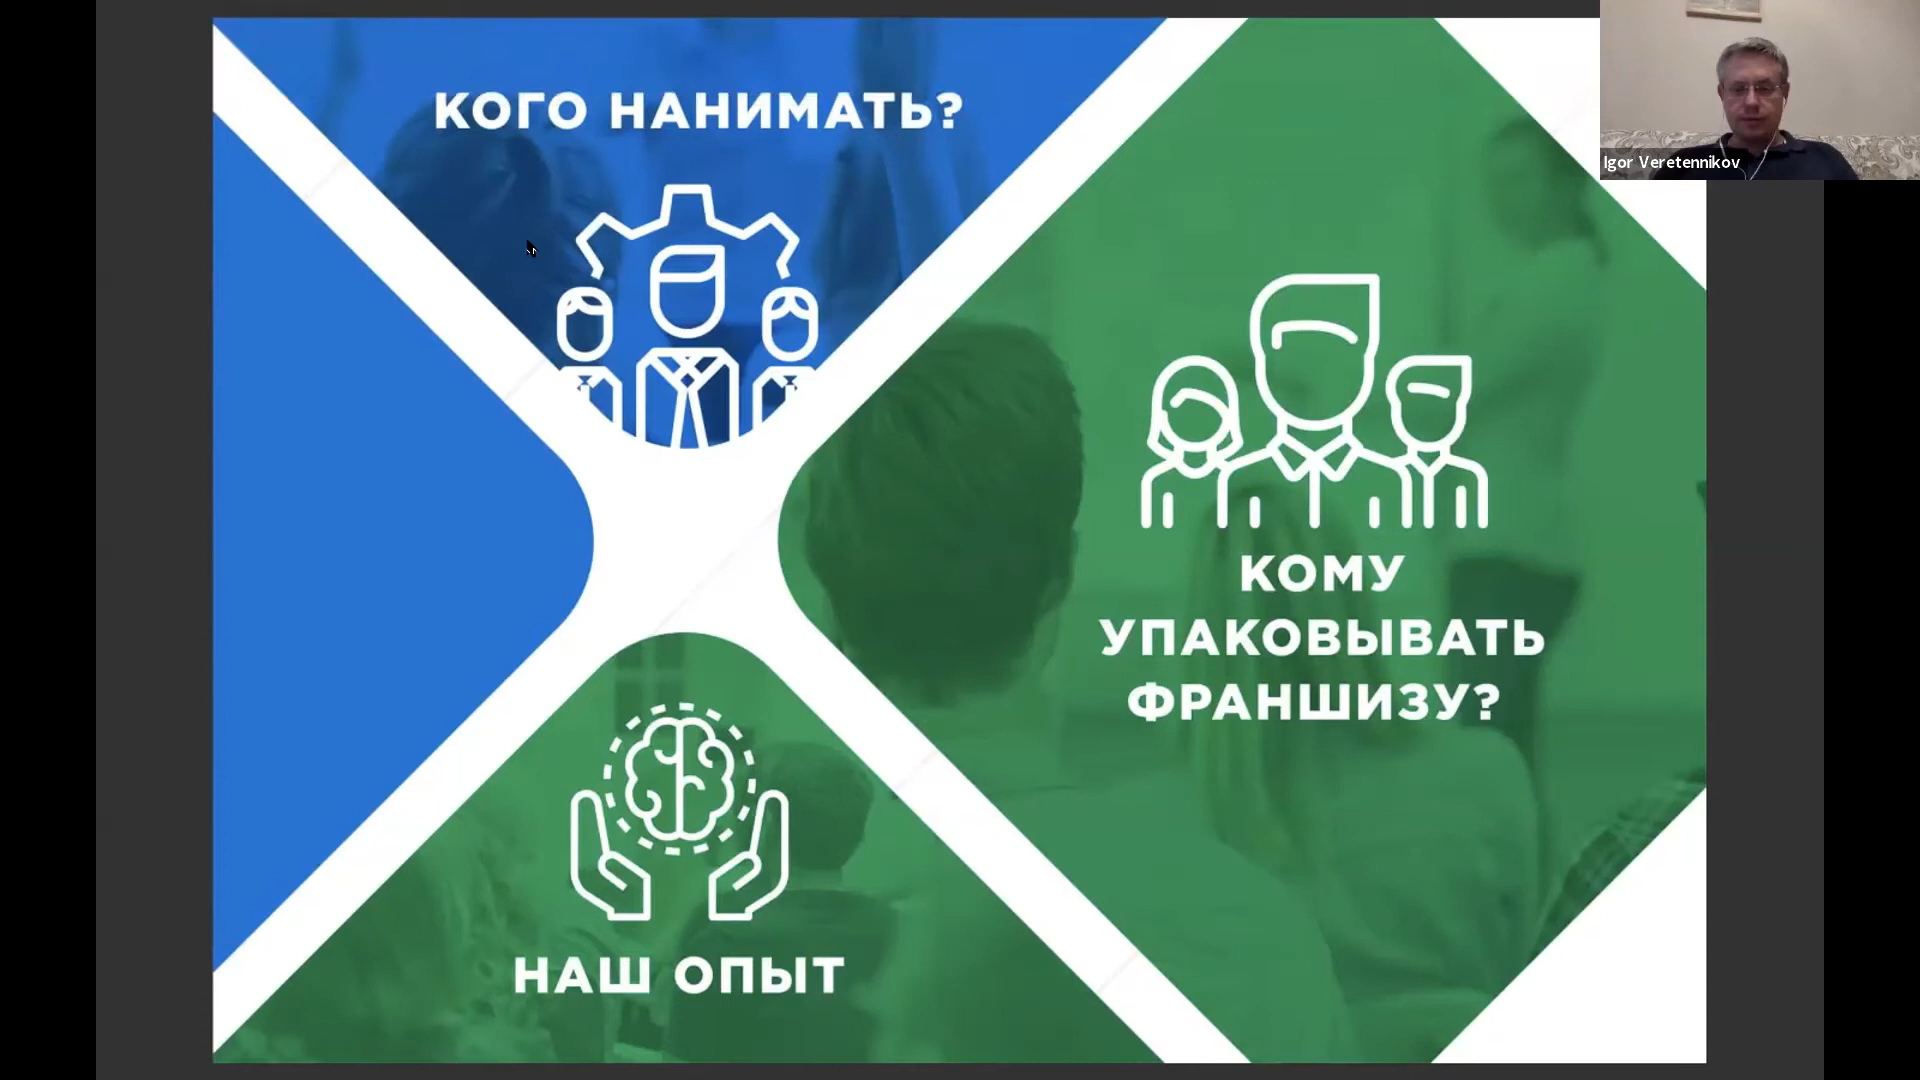 КОГО НАНИМАТЬ?
Igor Veretennikov
КОМУ
УПАКОВЫВАТЬ
ФРАНШИЗУ?
НАШ ОПЫТ